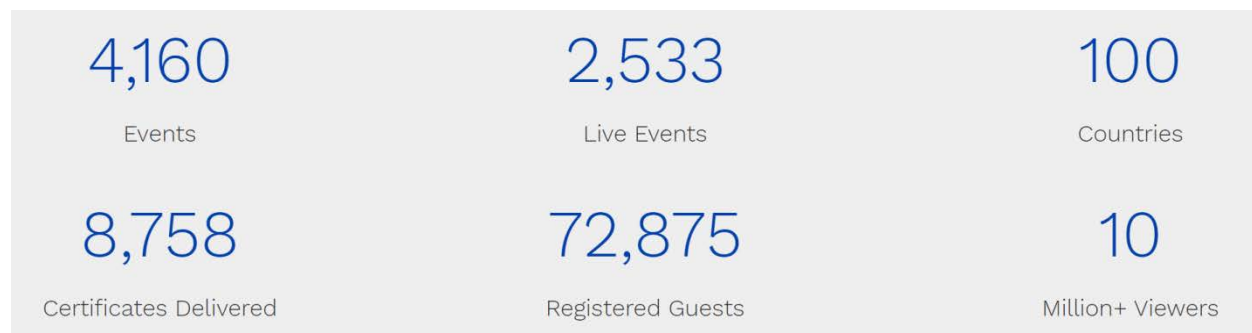 4,160 2,533 100
Events Live Events Countries
8,758 72,875 10
Certificates Delivered Registered Guests Million+ Viewers